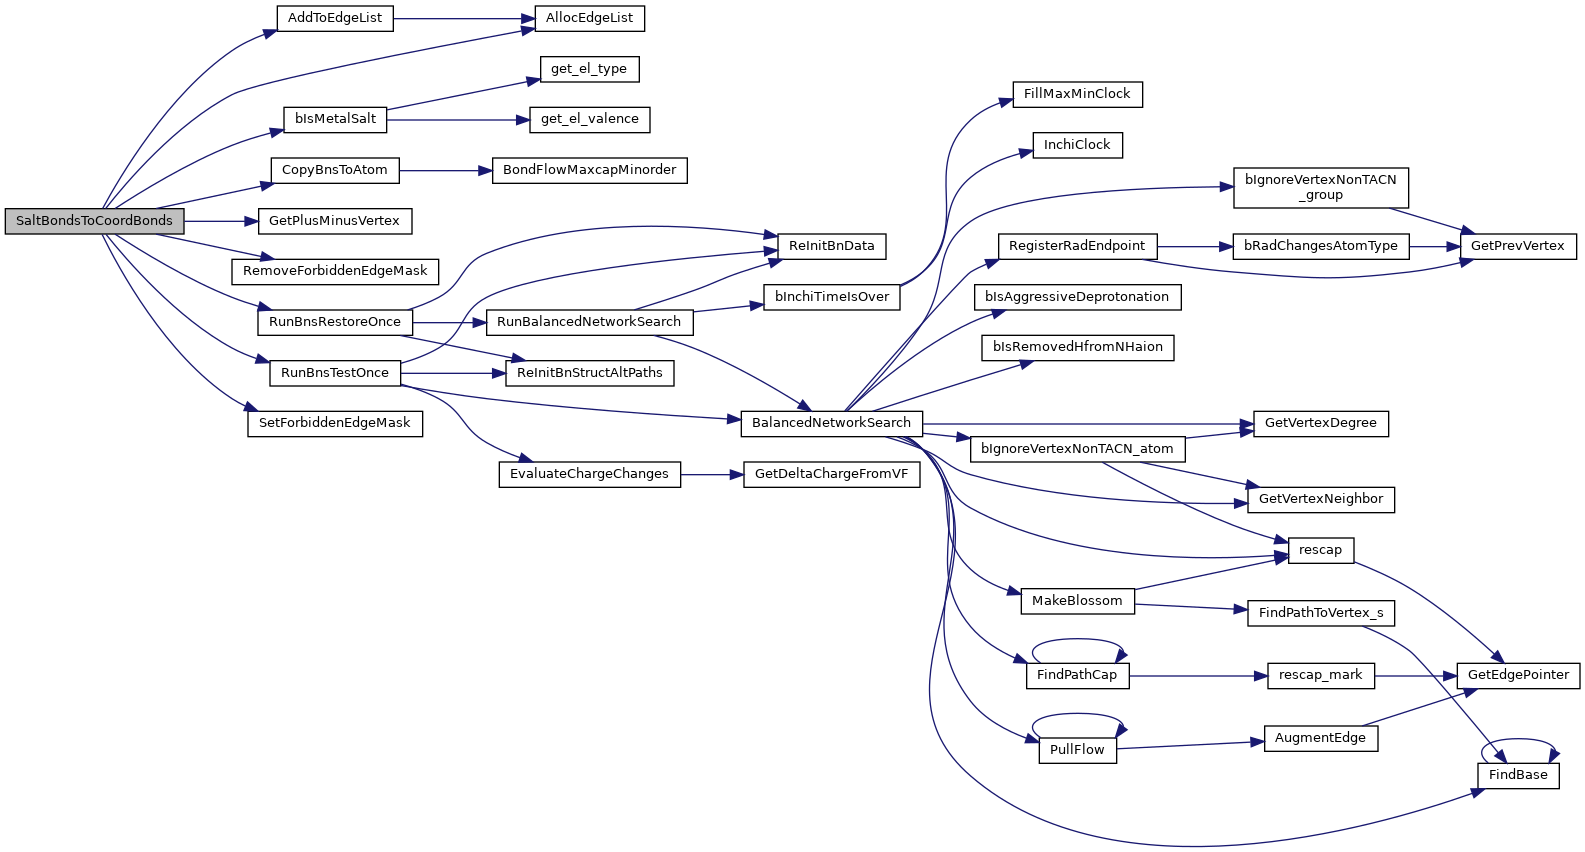 AddToEdgeList
AllocEdgeList
get_el_type
FillMaxMinClock
bIsMetalSalt
get_el_valence
InchiClock
CopyBnsToAtom
BondFlowMaxcapMinorder
bIgnoreVertexNonTACN
_group
SaltBondsToCoordBonds
GetPlusMinusVertex
ReInitBnData
RegisterRadEndpoint
bRadChangesAtomType
GetPrevVertex
RemoveForbiddenEdgeMask
bInchiTimeIsOver
bIsAggressiveDeprotonation
RunBnsRestoreOnce
RunBalancedNetworkSearch
bIsRemovedHfromNHaion
RunBnsTestOnce
ReInitBnStructAltPaths
SetForbiddenEdgeMask
BalancedNetworkSearch
GetVertexDegree
bIgnoreVertexNonTACN_atom
EvaluateChargeChanges
GetDeltaChargeFromVF
GetVertexNeighbor
rescap
MakeBlossom
FindPathToVertex_s
FindPathCap
rescap_mark
GetEdgePointer
PullFlow
AugmentEdge
FindBase